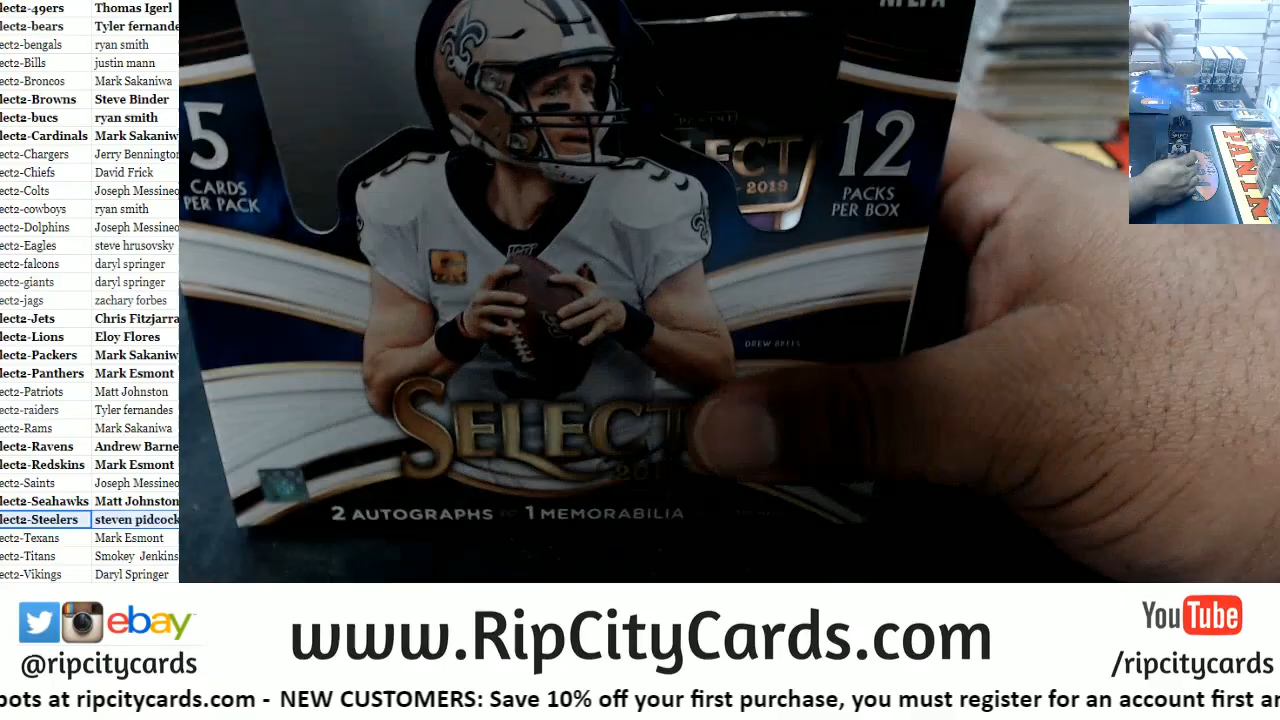 lect2-49ers Thomas Igerl
lect2-bears Tyler fernande
ect2-bengals ryan smith
ect2-Bills justin mann
ect2-Broncos Mark Sakaniwa
lect2-Browns Steve Binder
lect2-bucs ryan smith
lect2-Cardinals Mark Sakaniw
ect2-Chargers Jerry Bennington
ect2-Chiefs David Frick
ect2-Colts Joseph Messineo
ect2-cowboys ryan smith
ect2-Dolphins Joseph Messineo
ect2-Eagles steve hrusovsky
ect2-falcons daryl springer
ect2-giants daryl springer
ect2-jags zachary forbes
lect2-Jets Chris Fitzjarra
lect2-Lions Eloy Flores
lect2-Packers Mark Sakaniw
lect2-Panthers Mark Esmont
ect2-Patriots Matt Johnston
ect2-raiders Tyler fernandes
ect2-Rams Mark Sakaniwa
lect2-Ravens Andrew Barne
lect2-Redskins Mark Esmont
ect2-Saints Joseph Messineo
lect2-Seahawks Matt Johnston
lect2-Steelers steven pidcock
ect2-Texans Mark Esmont
ect2-Titans Smokey Jenkins
ect2-Vikings Daryl Springer
5
CARDS
PER PACK
12
PACKS
PER BOX
LECT
2019
DREW BREES
SELECT
2 AUTOGRAPHS 1 MEMORABILIA
PANIN
ebay
@ripcitycards
www.RipCityCards.com
YouTube
/ripcitycards
pots at ripcitycards.com - NEW CUSTOMERS: Save 10% off your first purchase, you must register for an account first an